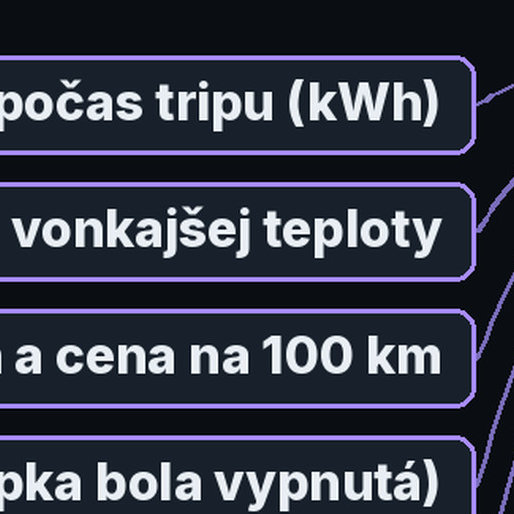 počas tripu (kWh)
vonkajšej teploty
a cena na 100 km
pka bola vypnutá)